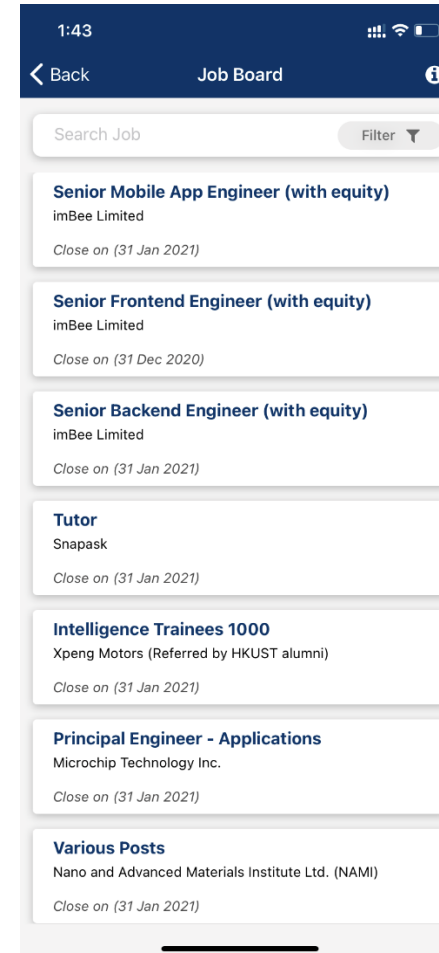 1:43
Back
Job Board
Search Job
Filter
Senior Mobile App Engineer (with equity)
imBee Limited
Close on (31 Jan 2021)
Senior Frontend Engineer (with equity)
imBee Limited
Close on (31 Dec 2020)
Senior Backend Engineer (with equity)
imBee Limited
Close on (31 Jan 2021)
Tutor
Snapask
Close on (31 Jan 2021)
Intelligence Trainees 1000
Xpeng Motors (Referred by HKUST alumni)
Close on (31 Jan 2021)
Principal Engineer - Applications
Microchip Technology Inc.
Close on (31 Jan 2021)
Various Posts
Nano and Advanced Materials Institute Ltd. (NAMI)
Close on (31 Jan 2021)